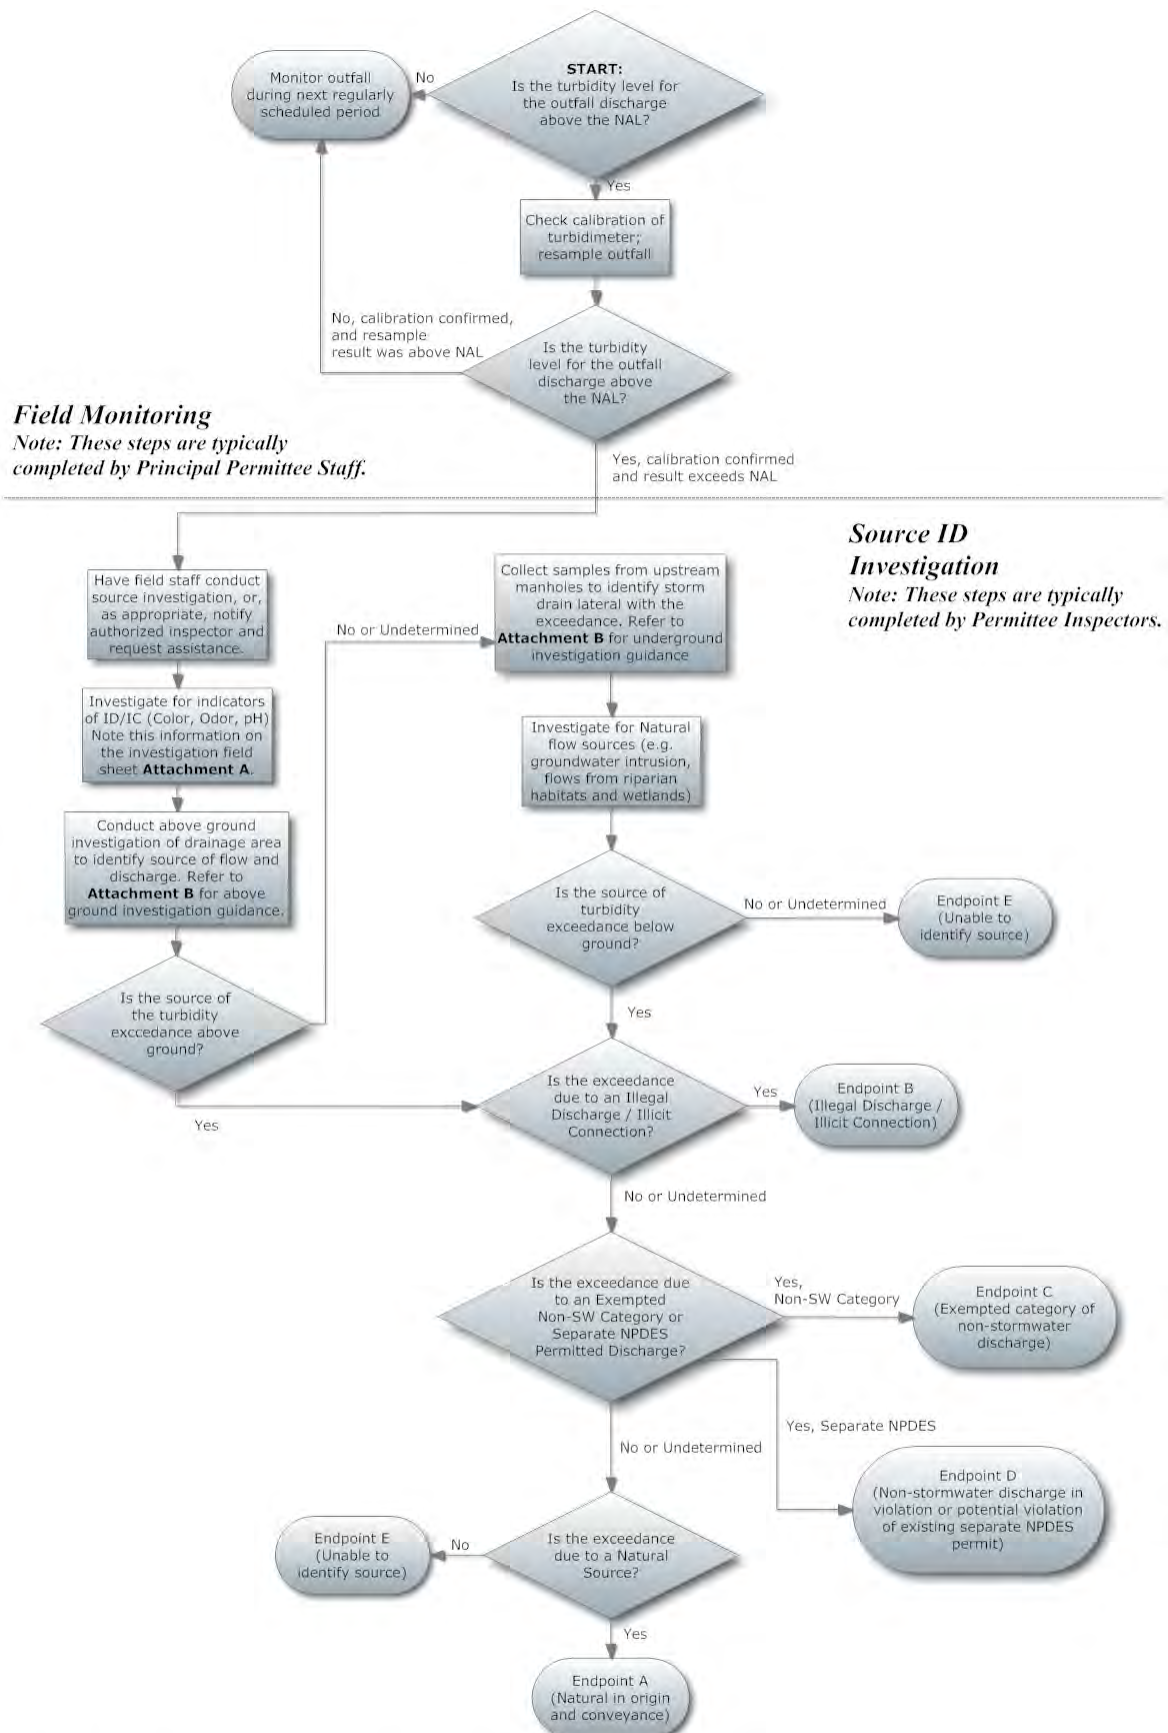 START:
Is the turbidity level for
the outfall discharge
above the NAL?
No
Monitor outfall
during next regularly
scheduled period
Yes
Check calibration of
turbidimeter;
resample outfall
No, calibration confirmed,
and resample
result was above NAL
Is the turbidity
level for the outfall
discharge above
the NAL?
Field Monitoring
Note: These steps are typically
completed by Principal Permittee Staff.
Yes, calibration confirmed
and result exceeds NAL
Source ID
Investigation
Note: These steps are typically
completed by Permittee Inspectors.
Have field staff conduct
source investigation, or,
as appropriate, notify
authorized inspector and
request assistance.
Investigate for indicators
of ID/IC (Color, Odor, pH)
Note this information on
the investigation field
sheet Attachment A.
Conduct above ground
investigation of drainage area
to identify source of flow and
discharge. Refer to
Attachment B for above
ground investigation guidance.
Is the source of
the turbidity
exccedance above
ground?
No or Undetermined
Yes
Collect samples from upstream
manholes to identify storm
drain lateral with the
exceedance. Refer to
Attachment B for underground
investigation guidance
Investigate for Natural
flow sources (e.g.
groundwater intrusion,
flows from riparian
habitats and wetlands)
Is the source of
turbidity
exceedance below
ground?
No or Undetermined
Endpoint E
(Unable to
identify source)
Yes
Is the exceedance
due to an Illegal
Discharge / Illicit
Connection?
Yes
Endpoint B
(Illegal Discharge /
Illicit Connection)
No or Undetermined
Is the exceedance due
to an Exempted
Non-SW Category or
Separate NPDES
Permitted Discharge?
Yes,
Non-SW Category
Endpoint C
(Exempted category of
non-stormwater
discharge)
Yes, Separate NPDES
Endpoint D
(Non-stormwater discharge in
violation or potential violation
of existing separate NPDES
permit)
No or Undetermined
Is the exceedance
due to a Natural
Source?
No
Endpoint E
(Unable to
identify source)
Yes
Endpoint A
(Natural in origin
and conveyance)